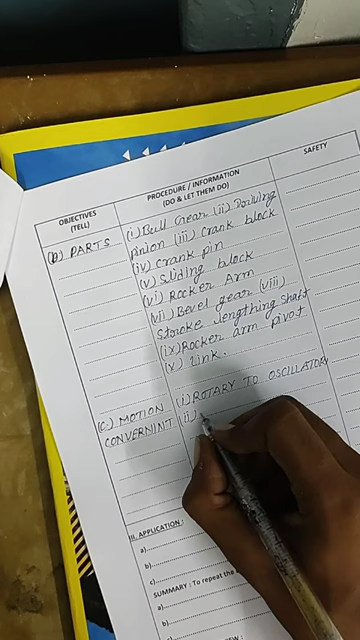 OBJECTIVES
(TELL)
PROCEDURE / INFORMATION
(DO & LET THEM DO)
SAFETY
(b) PARTS
(i) Bull Gear (ii) Driving
Pinion (iii) Crank block
(iv) Crank pin
(v) Sliding block
(vi) Rocker Arm
(vii) Bevel gear (viii)
Stroke lengthing Shaft
(ix) Rocker arm pivot
(x) Link.
(C.) MOTION
CONVERNINT
(i) ROTARY TO OSCILLATORY
(ii)
III. APPLICATION :
a)
b)
c)
SUMMARY : To repeat the
a)
b)